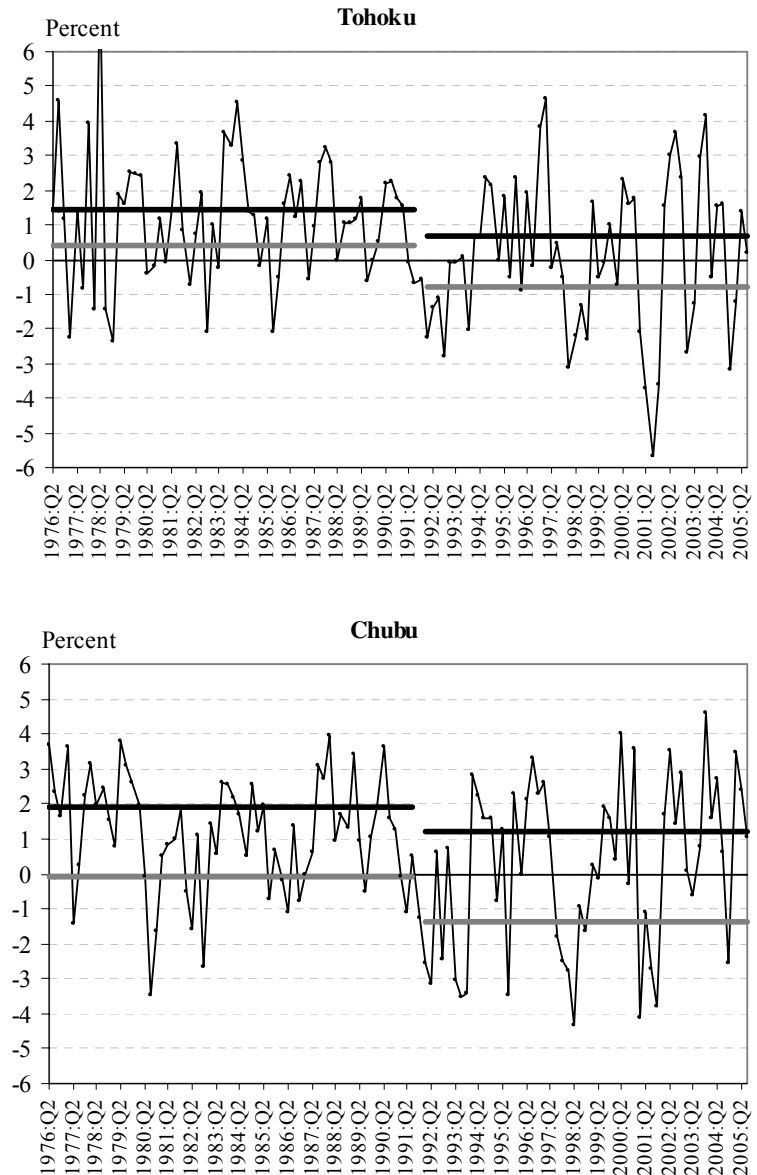 Tohoku
Percent
6
5
4
3
2
1
0
-1
-2
-3
-4
-5
-6
1976:Q2
1977:Q2
1978:Q2
1979:Q2
1980:Q2
1981:Q2
1982:Q2
1983:Q2
1984:Q2
1985:Q2
1986:Q2
1987:Q2
1988:Q2
1989:Q2
1990:Q2
1991:Q2
1992:Q2
1993:Q2
1994:Q2
1995:Q2
1996:Q2
1997:Q2
1998:Q2
1999:Q2
2000:Q2
2001:Q2
2002:Q2
2003:Q2
2004:Q2
2005:Q2
Chubu
Percent
6
5
4
3
2
1
0
-1
-2
-3
-4
-5
-6
1976:Q2
1977:Q2
1978:Q2
1979:Q2
1980:Q2
1981:Q2
1982:Q2
1983:Q2
1984:Q2
1985:Q2
1986:Q2
1987:Q2
1988:Q2
1989:Q2
1990:Q2
1991:Q2
1992:Q2
1993:Q2
1994:Q2
1995:Q2
1996:Q2
1997:Q2
1998:Q2
1999:Q2
2000:Q2
2001:Q2
2002:Q2
2003:Q2
2004:Q2
2005:Q2